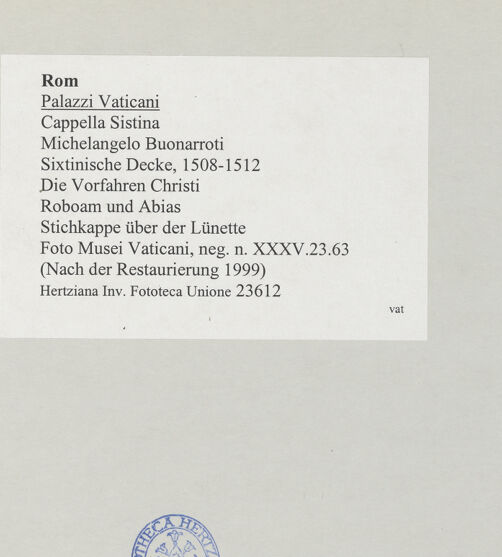 Rom
Palazzi Vaticani
Cappella Sistina
Michelangelo Buonarroti
Sixtinische Decke, 1508-1512
Die Vorfahren Christi
Roboam und Abias
Stichkappe über der Lünette
Foto Musei Vaticani, neg. n. XXXV.23.63
(Nach der Restaurierung 1999)
Hertziana Inv. Fototeca Unione 23612
vat
OTHECA HERTZ